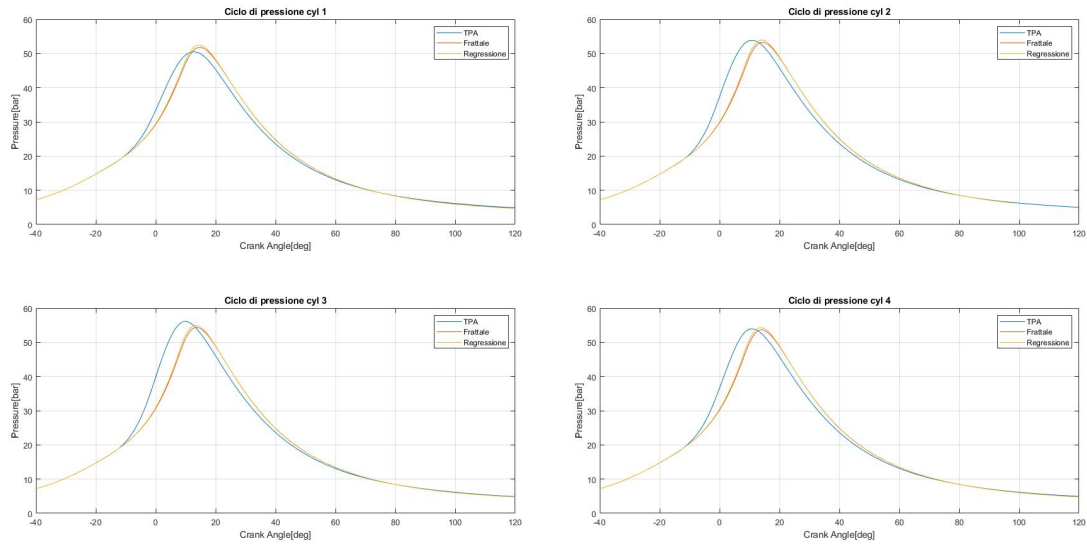 Ciclo di pressione cyl 1
60
50
40
30
20
10
0
Pressure[bar]
TPA
Frattale
Regressione
-40 -20 0 20 40 60 80 100 120
Crank Angle[deg]
Ciclo di pressione cyl 2
60
50
40
30
20
10
0
Pressure[bar]
TPA
Frattale
Regressione
-40 -20 0 20 40 60 80 100 120
Crank Angle[deg]
Ciclo di pressione cyl 3
60
50
40
30
20
10
0
Pressure[bar]
TPA
Frattale
Regressione
-40 -20 0 20 40 60 80 100 120
Crank Angle[deg]
Ciclo di pressione cyl 4
60
50
40
30
20
10
0
Pressure[bar]
TPA
Frattale
Regressione
-40 -20 0 20 40 60 80 100 120
Crank Angle[deg]